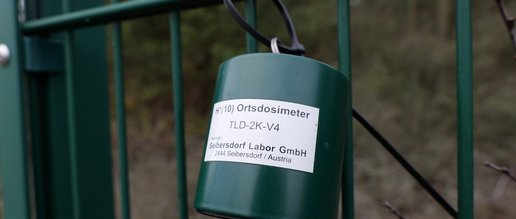 H*(10) Ortsdosimeter
TLD-2K-V4
Seibersdorf Labor GmbH
2444 Seibersdorf / Austria